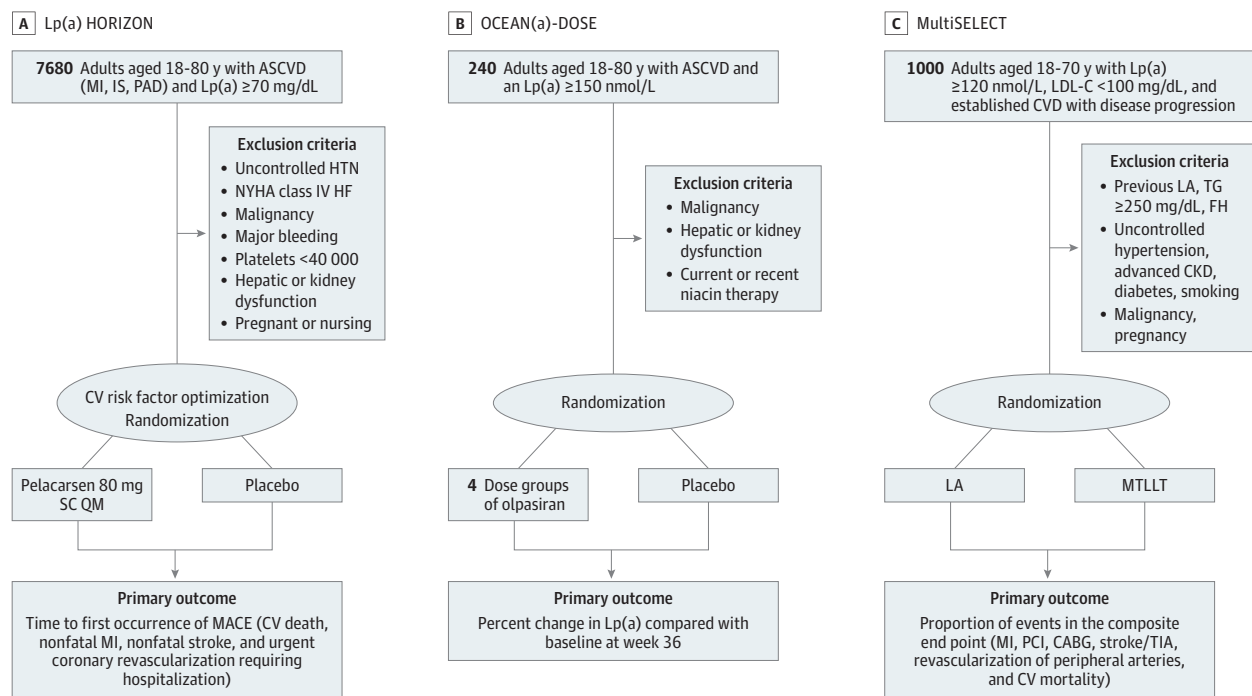 A Lp(a) HORIZON
7680 Adults aged 18-80 y with ASCVD
(MI, IS, PAD) and Lp(a) ≥70 mg/dL
Exclusion criteria
• Uncontrolled HTN
• NYHA class IV HF
• Malignancy
• Major bleeding
• Platelets <40 000
• Hepatic or kidney
dysfunction
• Pregnant or nursing
CV risk factor optimization
Randomization
Pelacarsen 80 mg
SC QM
Placebo
Primary outcome
Time to first occurrence of MACE (CV death,
nonfatal MI, nonfatal stroke, and urgent
coronary revascularization requiring
hospitalization)
B OCEAN(a)-DOSE
240 Adults aged 18-80 y with ASCVD and
an Lp(a) ≥150 nmol/L
Exclusion criteria
• Malignancy
• Hepatic or kidney
dysfunction
• Current or recent
niacin therapy
Randomization
4 Dose groups
of olpasiran
Placebo
Primary outcome
Percent change in Lp(a) compared with
baseline at week 36
C MultiSELECT
1000 Adults aged 18-70 y with Lp(a)
≥120 nmol/L, LDL-C <100 mg/dL, and
established CVD with disease progression
Exclusion criteria
• Previous LA, TG
≥250 mg/dL, FH
• Uncontrolled
hypertension,
advanced CKD,
diabetes, smoking
• Malignancy,
pregnancy
Randomization
LA
MTLLT
Primary outcome
Proportion of events in the composite
end point (MI, PCI, CABG, stroke/TIA,
revascularization of peripheral arteries,
and CV mortality)